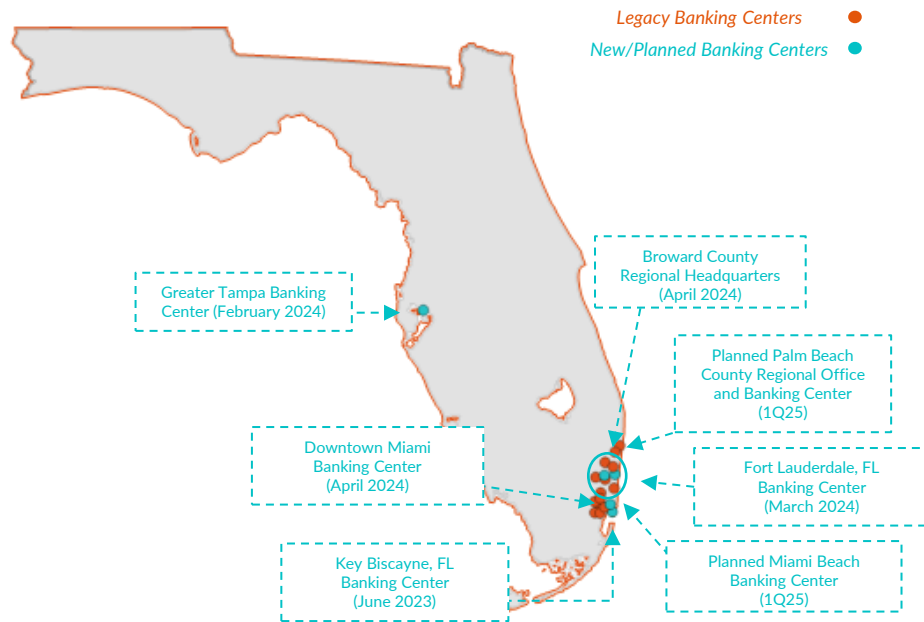 Legacy Banking Centers
New/Planned Banking Centers
Broward County
Regional Headquarters
(April 2024)
Greater Tampa Banking
Center (February 2024)
Planned Palm Beach
County Regional Office
and Banking Center
(1Q25)
Downtown Miami
Banking Center
(April 2024)
Fort Lauderdale, FL
Banking Center
(March 2024)
Key Biscayne, FL
Banking Center
(June 2023)
Planned Miami Beach
Banking Center
(1Q25)